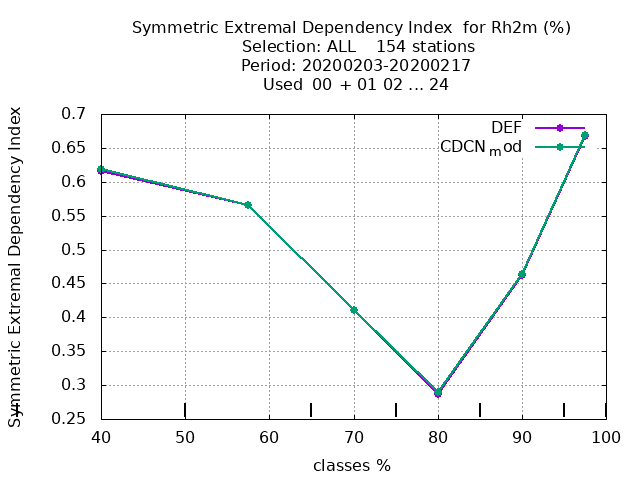 Symmetric Extremal Dependency Index for Rh2m (%)
Selection: ALL 154 stations
Period: 20200203-20200217
Used 00 + 01 02 ... 24
Symmetric Extremal Dependency Index
0.7
0.65
0.6
0.55
0.5
0.45
0.4
0.35
0.3
0.25
DEF
CDCNmod
40
50
60
70
80
90
100
classes %